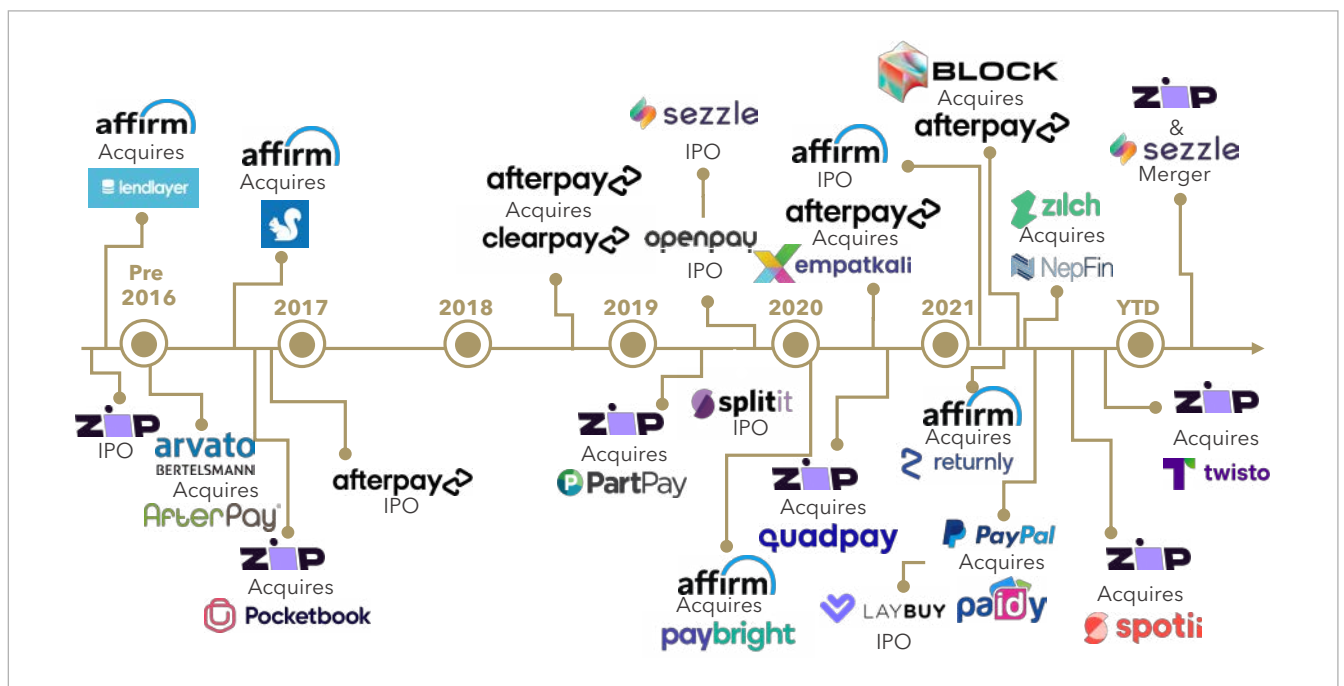 affirm
Acquires
lendlayer
affirm
Acquires
afterpay
Acquires
clearpay
sezzle
IPO
openpay
IPO
affirm
IPO
afterpay
Acquires
empatkali
BLOCK
Acquires
afterpay
zilch
Acquires
NepFin
zip
&
sezzle
Merger
Pre
2016
2017
2018
2019
2020
2021
YTD
zip
IPO
arvato
BERTELSMANN
Acquires
AfterPay
zip
Acquires
Pocketbook
afterpay
IPO
zip
Acquires
PartPay
splitit
IPO
affirm
Acquires
paybright
zip
Acquires
quadpay
affirm
Acquires
returnly
LAYBUY
IPO
PayPal
Acquires
paidy
zip
Acquires
spotii
zip
Acquires
twisto